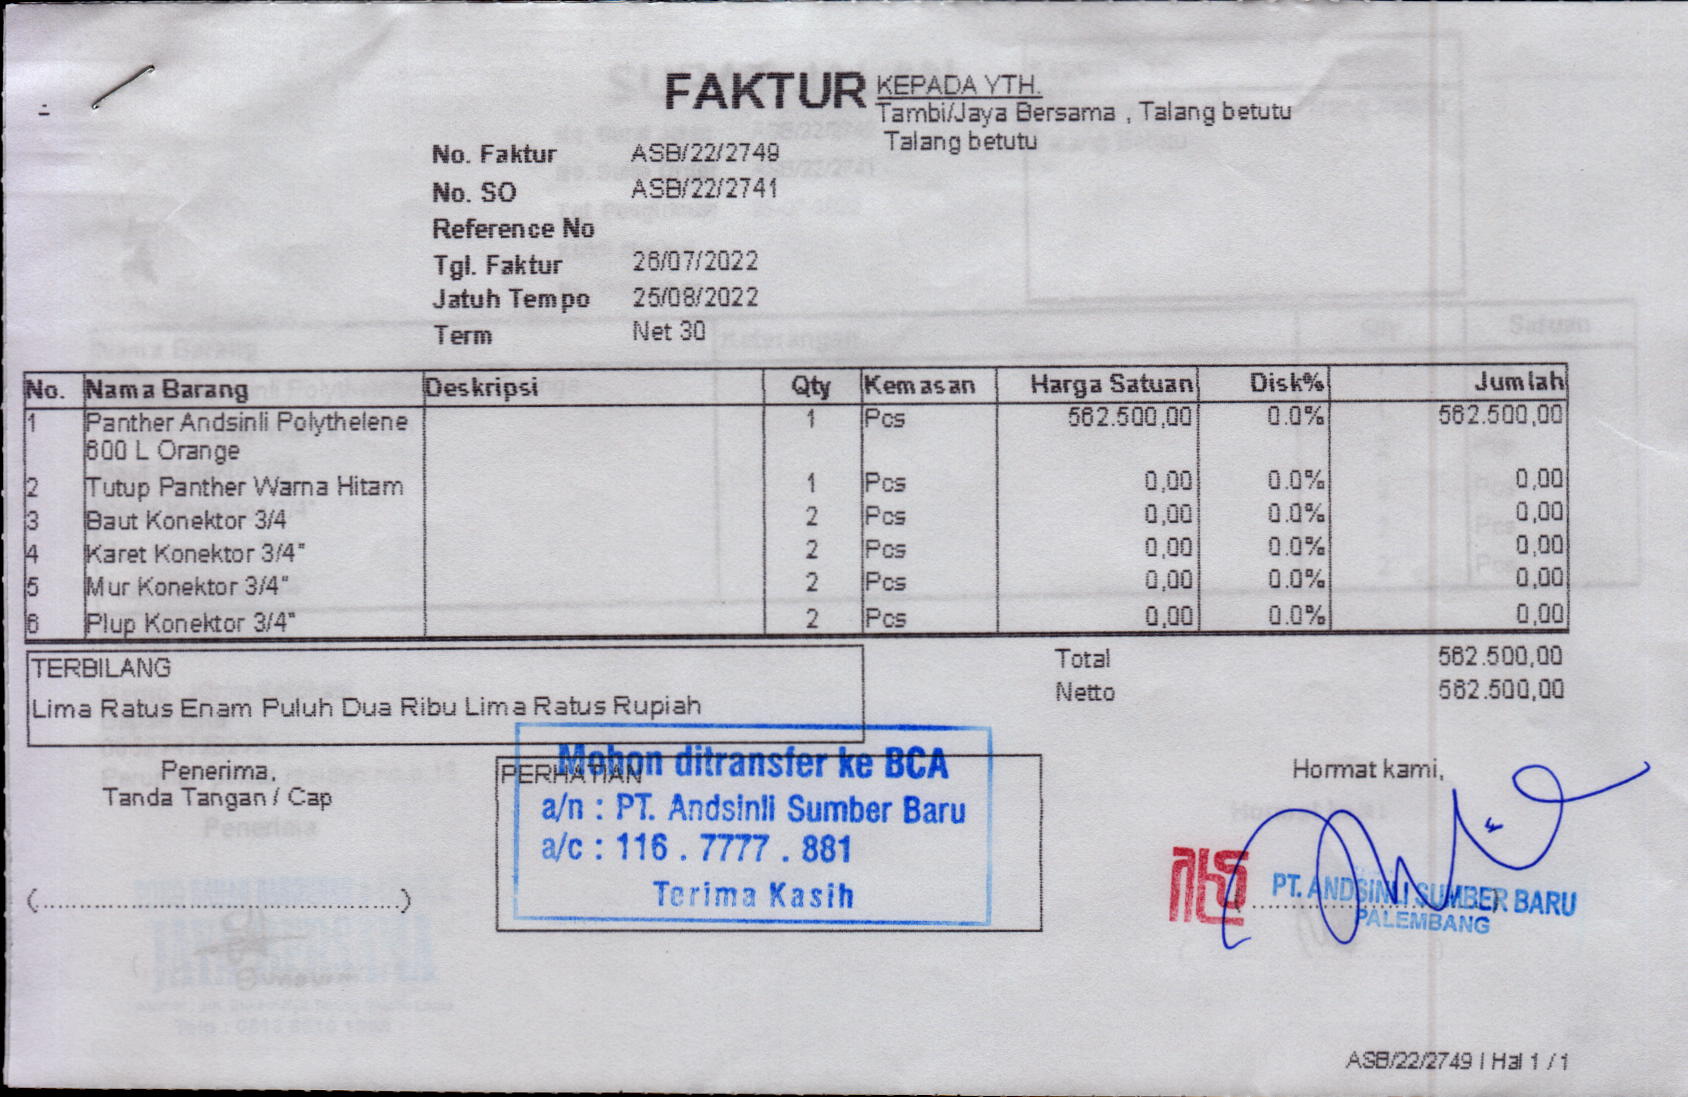 FAKTUR
KEPADA YTH.
Tambi/Jaya Bersama , Talang betutu
Talang betutu
No. Faktur ASB/22/2749
No. SO ASB/22/2741
Reference No
Tgl. Faktur 26/07/2022
Jatuh Tempo 25/08/2022
Term Net 30
No. Nama Barang Deskripsi Qty Kemasan Harga Satuan Disk% Jumlah
1 Panther Andsinli Polythelene 1 Pcs 562.500,00 0.0% 562.500,00
600 L Orange
2 Tutup Panther Warna Hitam 1 Pcs 0,00 0.0% 0,00
3 Baut Konektor 3/4 2 Pcs 0,00 0.0% 0,00
4 Karet Konektor 3/4" 2 Pcs 0,00 0.0% 0,00
5 Mur Konektor 3/4" 2 Pcs 0,00 0.0% 0,00
6 Plup Konektor 3/4" 2 Pcs 0,00 0.0% 0,00
TERBILANG
Lima Ratus Enam Puluh Dua Ribu Lima Ratus Rupiah
Total 562.500,00
Netto 562.500,00
Penerima,
Tanda Tangan / Cap
(..........................................)
PERHATIAN
Mohon ditransfer ke BCA
a/n : PT. Andsinli Sumber Baru
a/c : 116 . 7777 . 881
Terima Kasih
Hormat kami,
PT. ANDSINLI SUMBER BARU
PALEMBANG
ASB/22/2749 | Hal 1 / 1